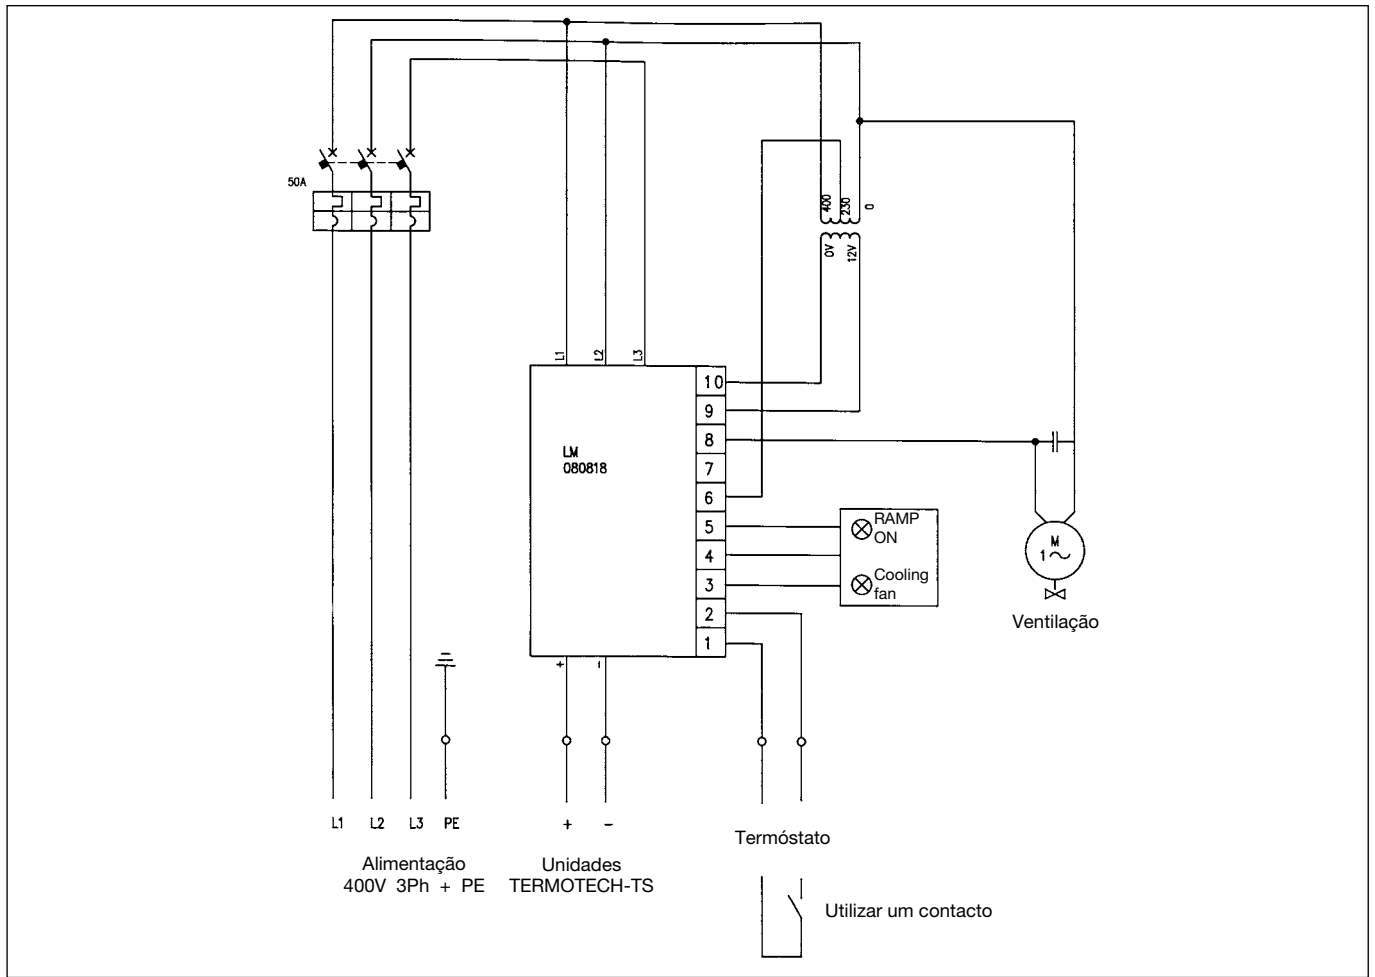 50A
400
230
0
0V
12V
L1
L2
L3
10
9
8
7
6
5
4
3
2
1
LM
080818
RAMP
ON
Cooling
fan
M
1~
Ventilação
+
-
L1 L2 L3 PE
+ -
Alimentação
400V 3Ph + PE
Unidades
TERMOTECH-TS
Termóstato
Utilizar um contacto